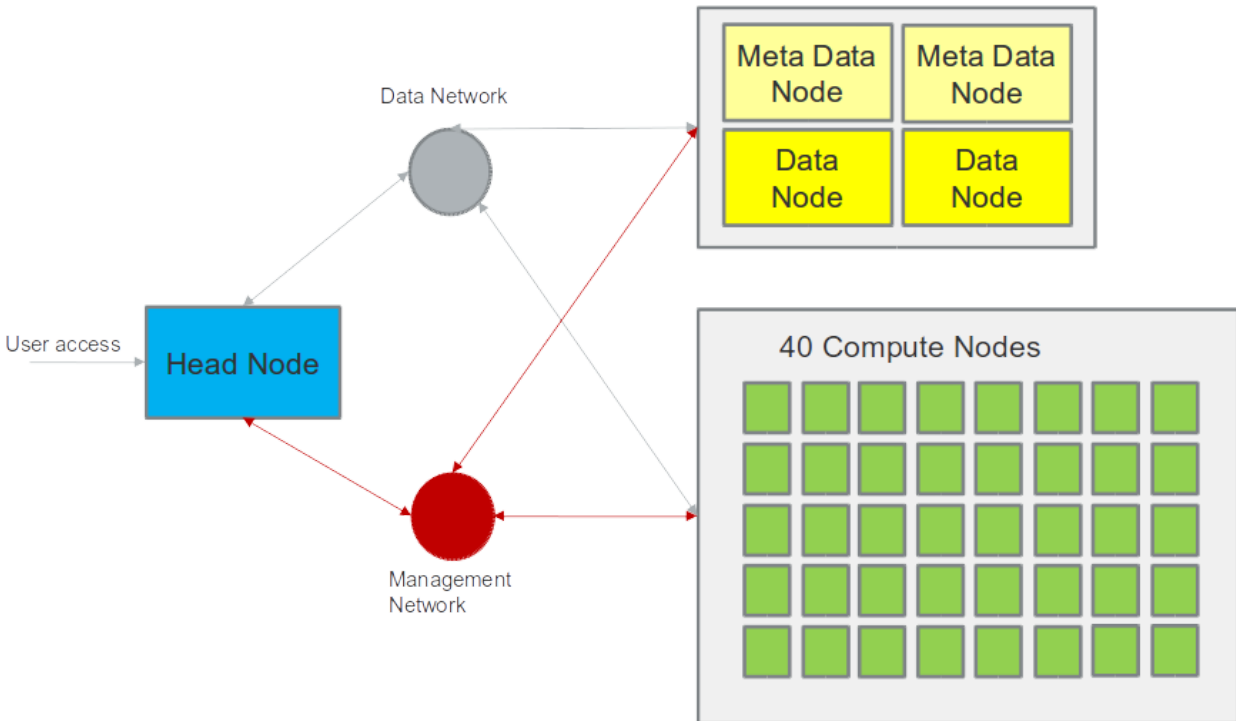 Data Network
Meta Data
Node
Meta Data
Node
Data
Node
Data
Node
User access
Head Node
40 Compute Nodes
Management
Network